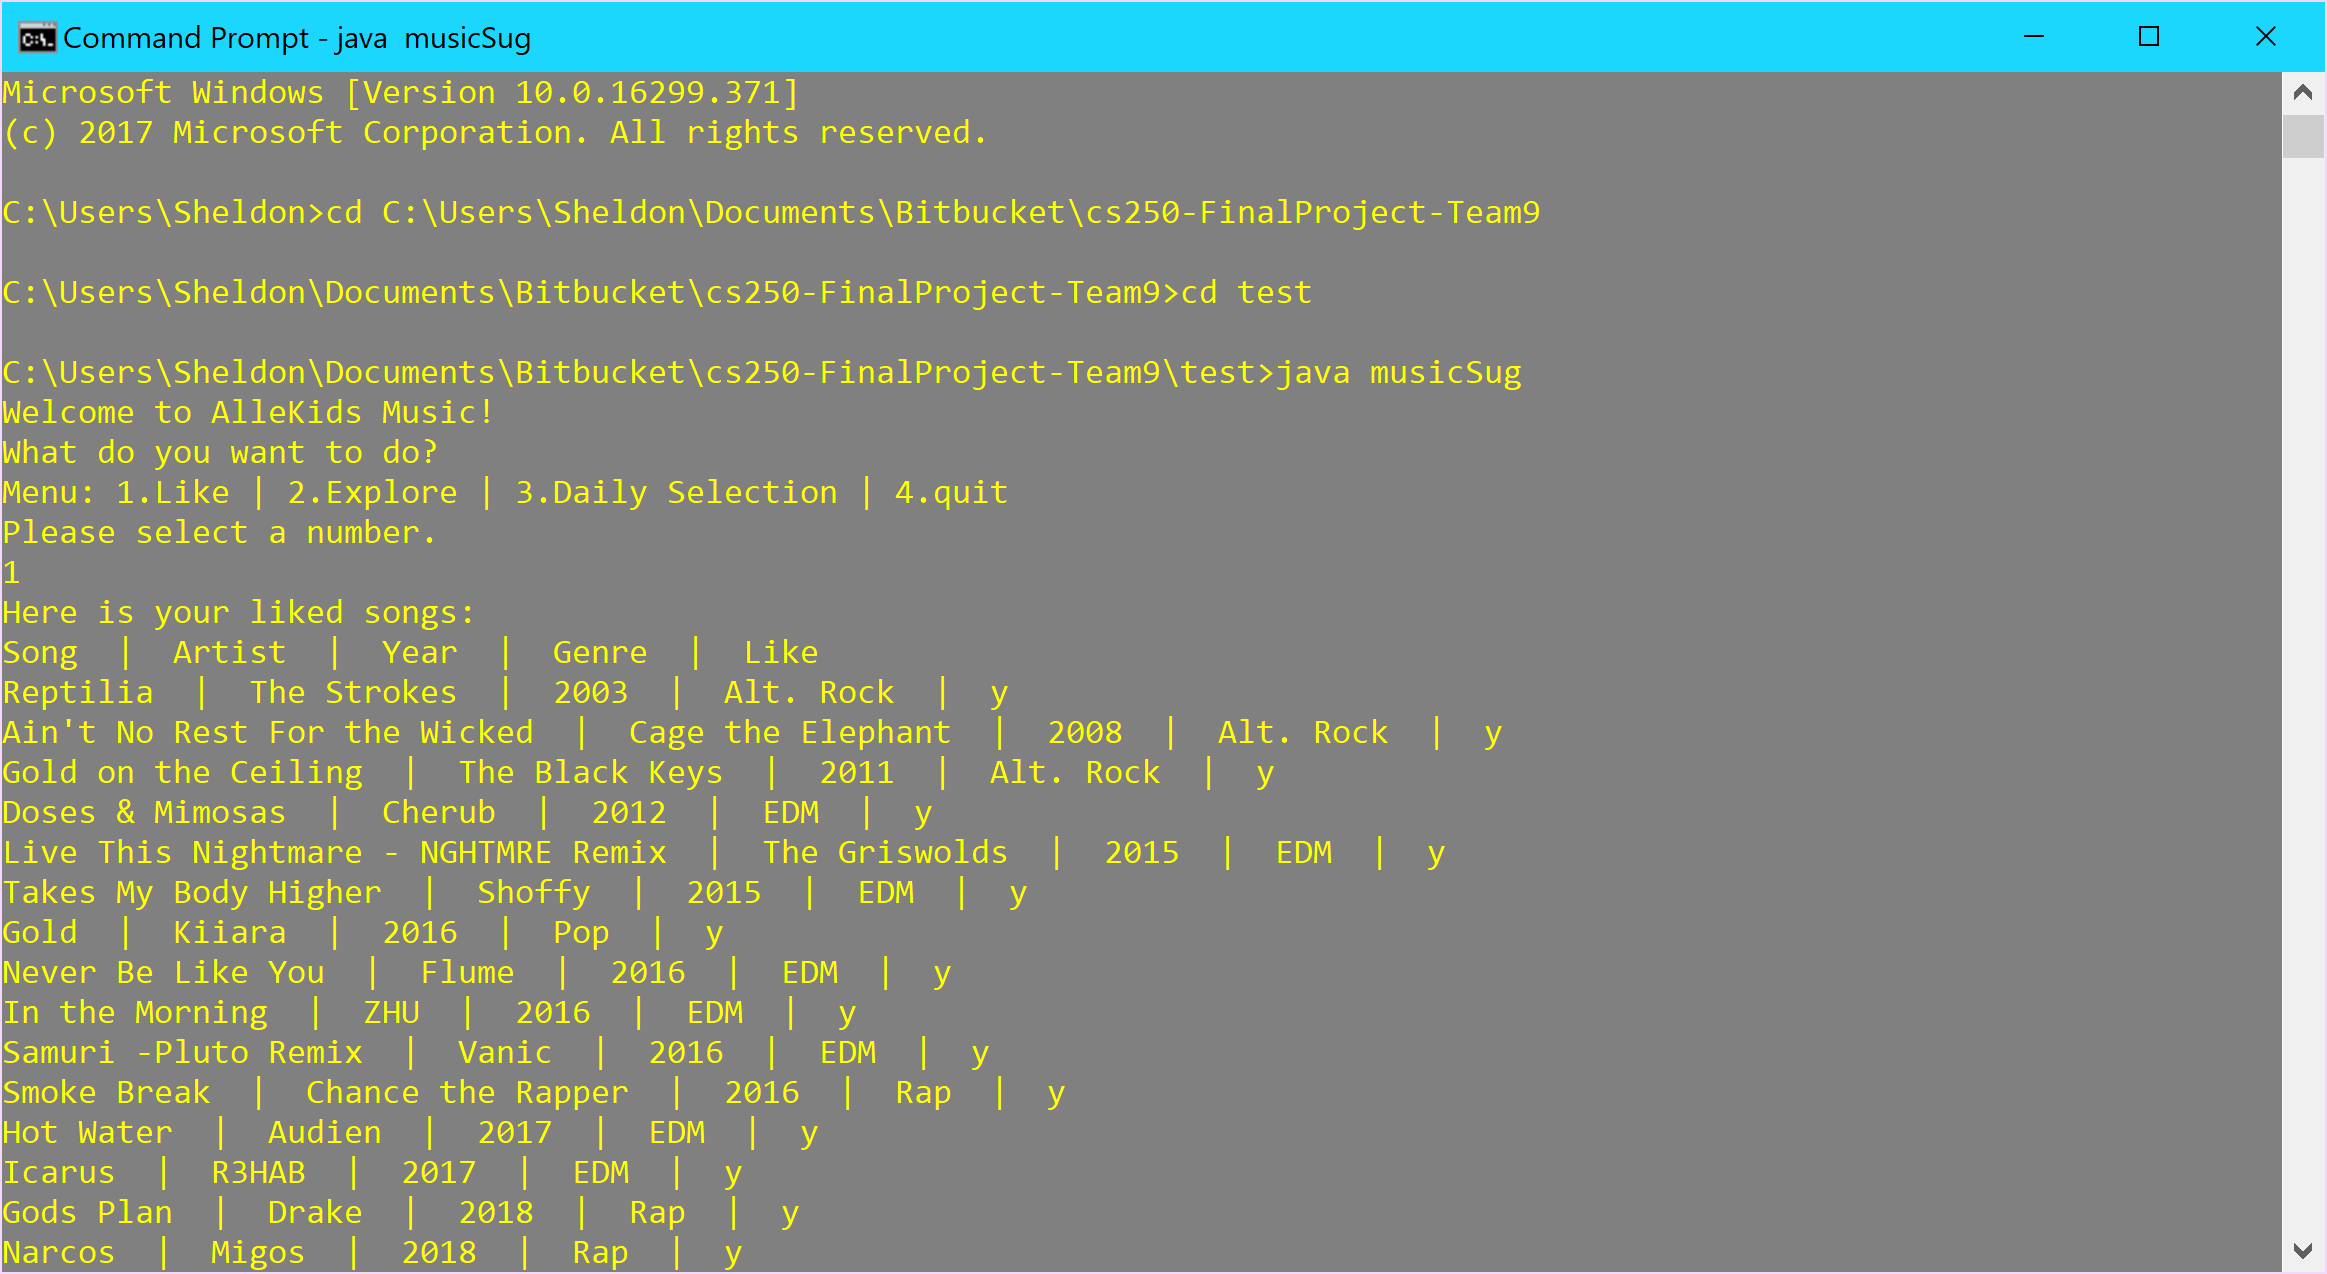 Command Prompt - java  musicSug
Microsoft Windows [Version 10.0.16299.371]
(c) 2017 Microsoft Corporation. All rights reserved.
C:\Users\Sheldon>cd C:\Users\Sheldon\Documents\Bitbucket\cs250-FinalProject-Team9
C:\Users\Sheldon\Documents\Bitbucket\cs250-FinalProject-Team9>cd test
C:\Users\Sheldon\Documents\Bitbucket\cs250-FinalProject-Team9\test>java musicSug
Welcome to AlleKids Music!
What do you want to do?
Menu: 1.Like | 2.Explore | 3.Daily Selection | 4.quit
Please select a number.
1
Here is your liked songs:
Song  |  Artist  |  Year  |  Genre  |  Like
Reptilia  |  The Strokes  |  2003  |  Alt. Rock  |  y
Ain't No Rest For the Wicked  |  Cage the Elephant  |  2008  |  Alt. Rock  |  y
Gold on the Ceiling  |  The Black Keys  |  2011  |  Alt. Rock  |  y
Doses & Mimosas  |  Cherub  |  2012  |  EDM  |  y
Live This Nightmare - NGHTMRE Remix  |  The Griswolds  |  2015  |  EDM  |  y
Takes My Body Higher  |  Shoffy  |  2015  |  EDM  |  y
Gold  |  Kiiara  |  2016  |  Pop  |  y
Never Be Like You  |  Flume  |  2016  |  EDM  |  y
In the Morning  |  ZHU  |  2016  |  EDM  |  y
Samuri -Pluto Remix  |  Vanic  |  2016  |  EDM  |  y
Smoke Break  |  Chance the Rapper  |  2016  |  Rap  |  y
Hot Water  |  Audien  |  2017  |  EDM  |  y
Icarus  |  R3HAB  |  2017  |  EDM  |  y
Gods Plan  |  Drake  |  2018  |  Rap  |  y
Narcos  |  Migos  |  2018  |  Rap  |  y